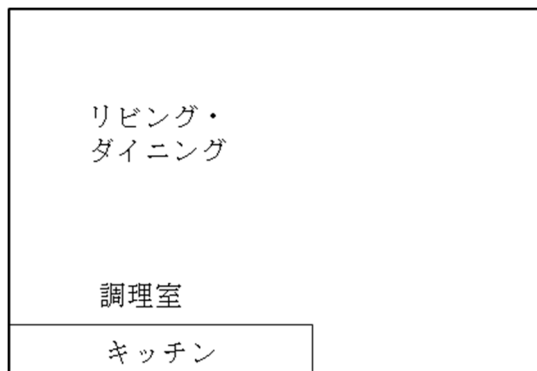 リビング・
ダイニング
調理室
キッチン